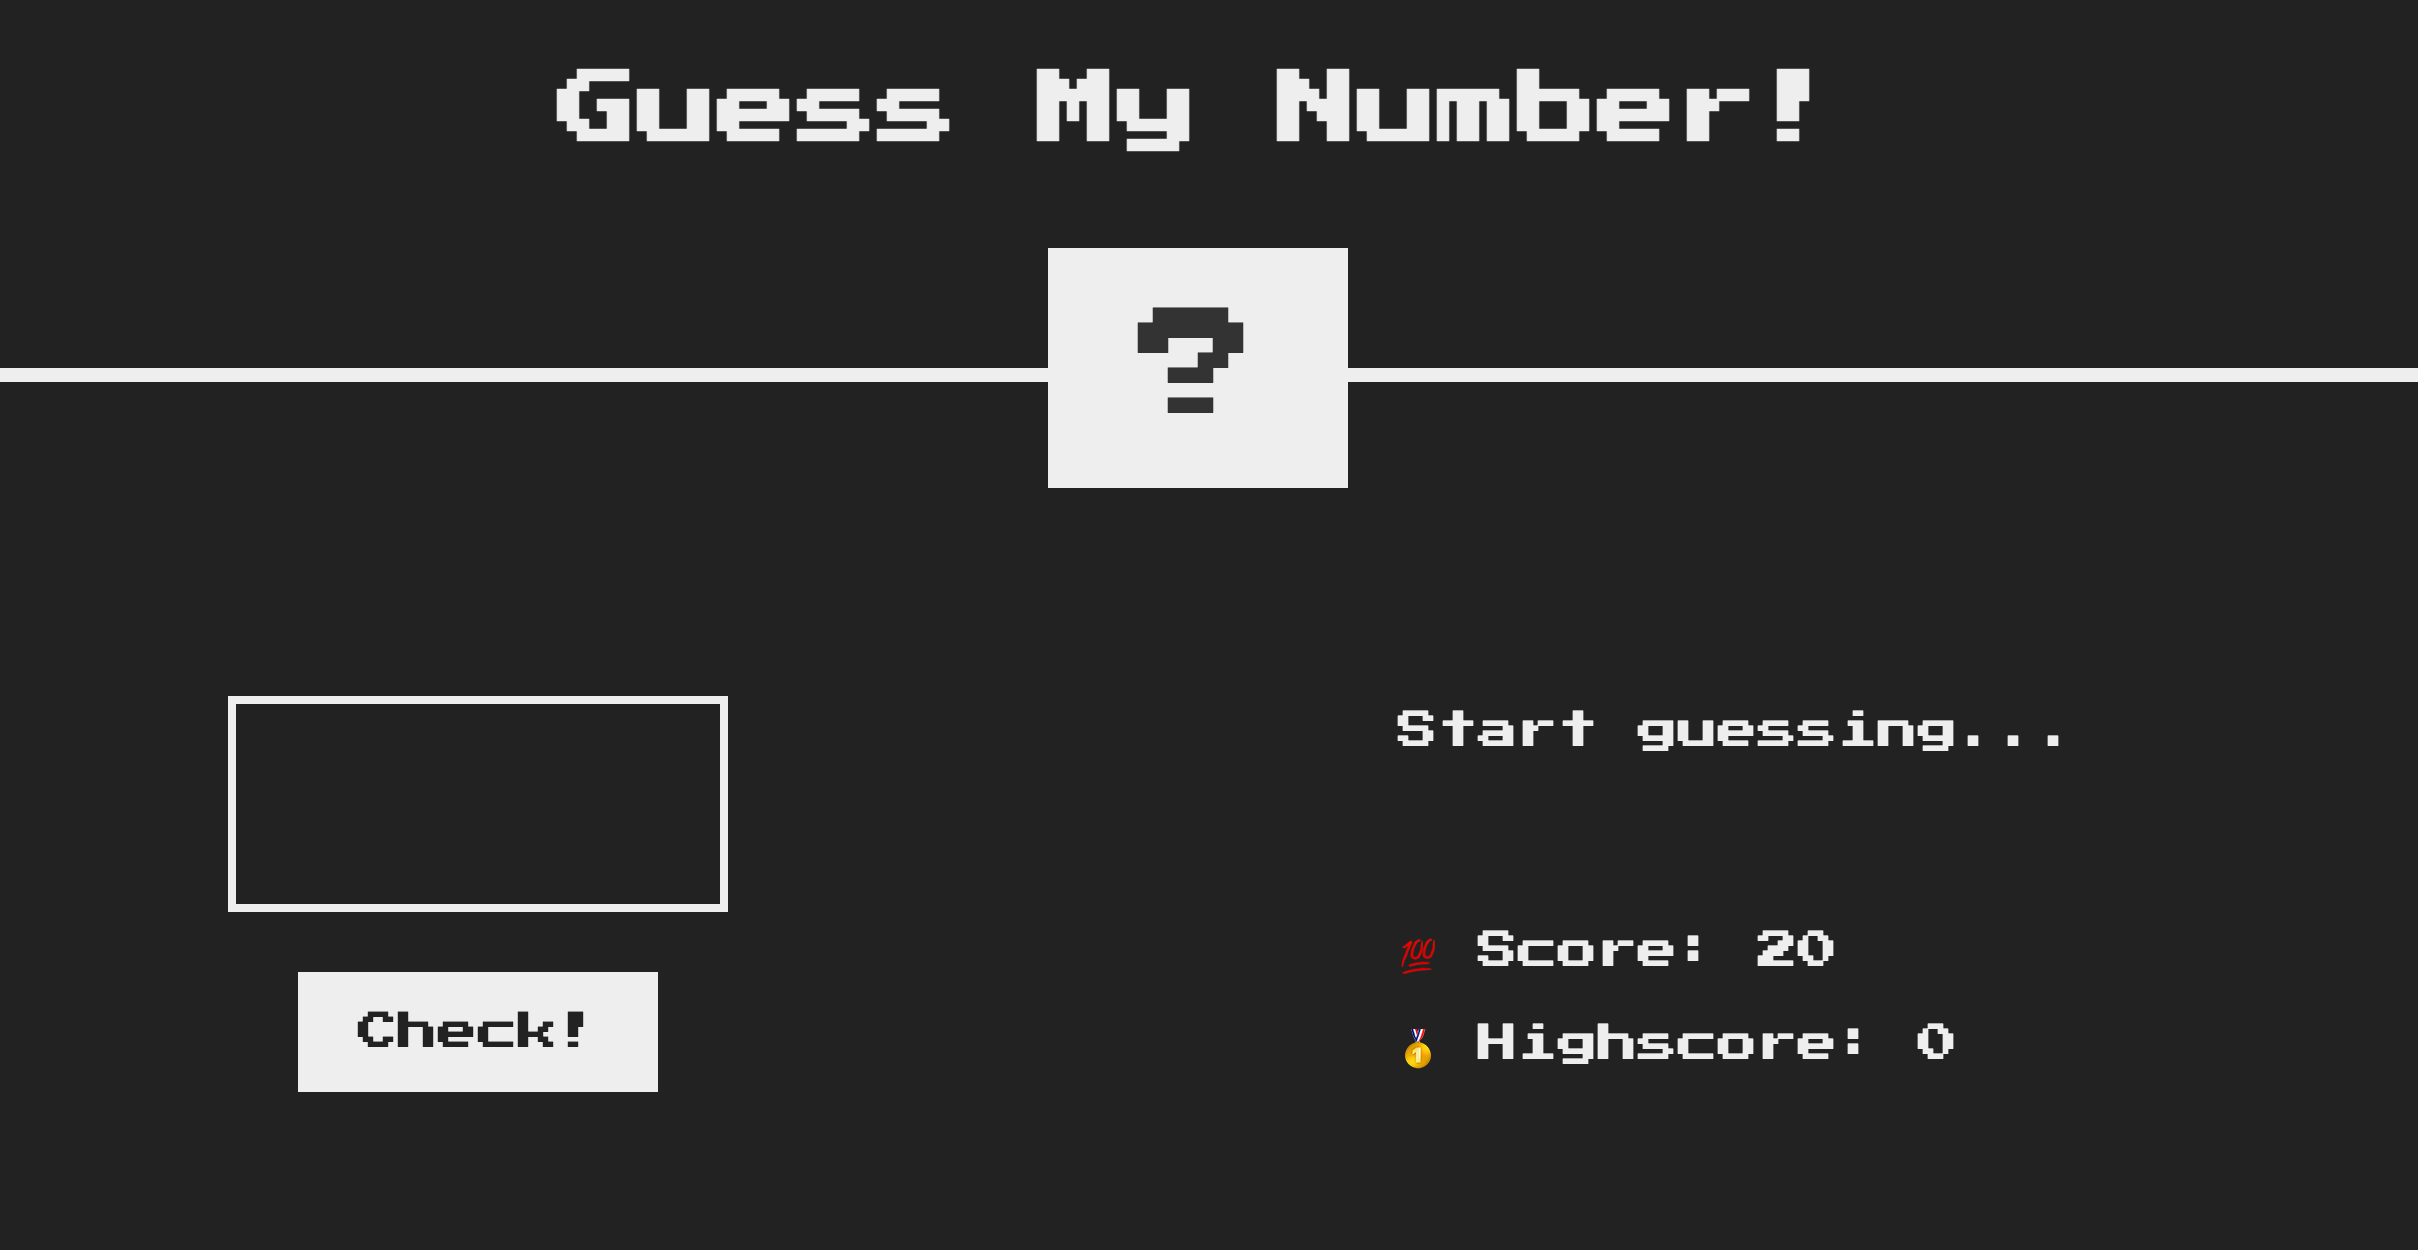 Guess My Number!
?
Start guessing...
💯 Score: 20
Check!
🥇 Highscore: 0